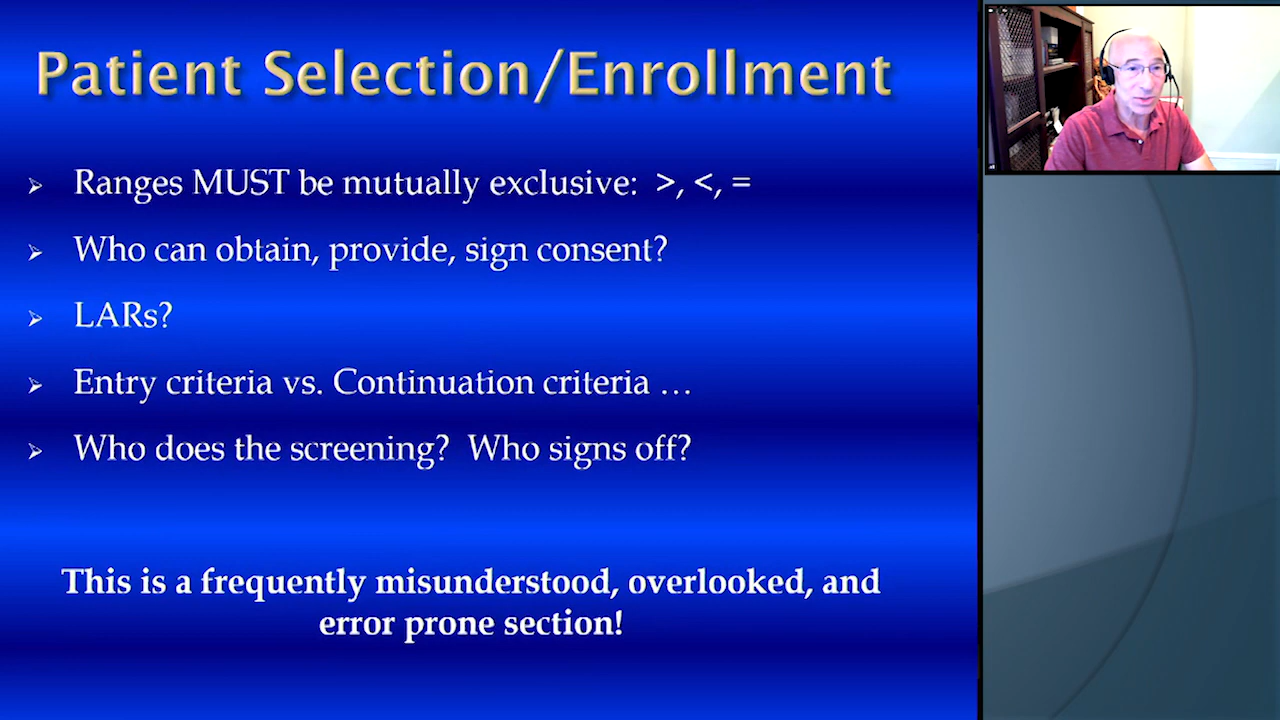 Patient Selection/Enrollment
➢ Ranges MUST be mutually exclusive: >, <, =
➢ Who can obtain, provide, sign consent?
➢ LARs?
➢ Entry criteria vs. Continuation criteria …
➢ Who does the screening? Who signs off?
This is a frequently misunderstood, overlooked, and
error prone section!